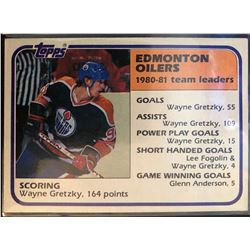 TOPPS
EDMONTON
OILERS
1980-81 team leaders
GOALS
Wayne Gretzky, 55
ASSISTS
Wayne Gretzky, 109
POWER PLAY GOALS
Wayne Gretzky, 15
SHORT HANDED GOALS
Lee Fogolin &
Wayne Gretzky, 4
GAME WINNING GOALS
Glenn Anderson, 5
SCORING
Wayne Gretzky, 164 points